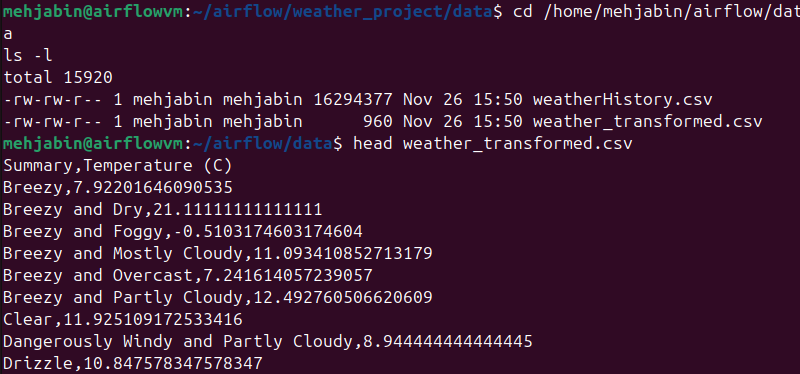 mehjabin@airflowvm:~/airflow/weather_project/data$ cd /home/mehjabin/airflow/dat
a
ls -l
total 15920
-rw-rw-r-- 1 mehjabin mehjabin 16294377 Nov 26 15:50 weatherHistory.csv
-rw-rw-r-- 1 mehjabin mehjabin      960 Nov 26 15:50 weather_transformed.csv
mehjabin@airflowvm:~/airflow/data$ head weather_transformed.csv
Summary,Temperature (C)
Breezy,7.92201646090535
Breezy and Dry,21.11111111111111
Breezy and Foggy,-0.5103174603174604
Breezy and Mostly Cloudy,11.093410852713179
Breezy and Overcast,7.241614057239057
Breezy and Partly Cloudy,12.492760506620609
Clear,11.925109172533416
Dangerously Windy and Partly Cloudy,8.944444444444445
Drizzle,10.847578347578347